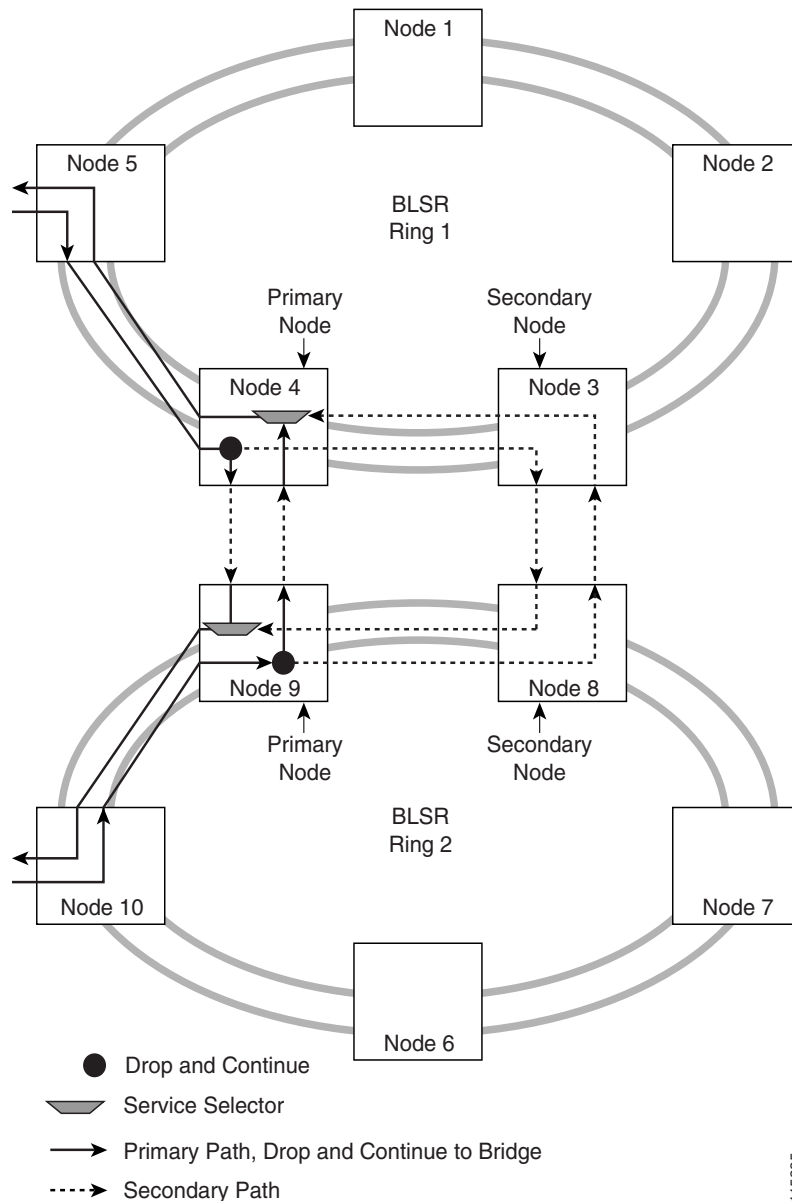 Node 1
Node 5
Node 2
BLSR
Ring 1
Primary
Node
Secondary
Node
Node 4
Node 3
Node 9
Node 8
Primary
Node
Secondary
Node
BLSR
Ring 2
Node 10
Node 7
Node 6
Drop and Continue
Service Selector
Primary Path, Drop and Continue to Bridge
Secondary Path